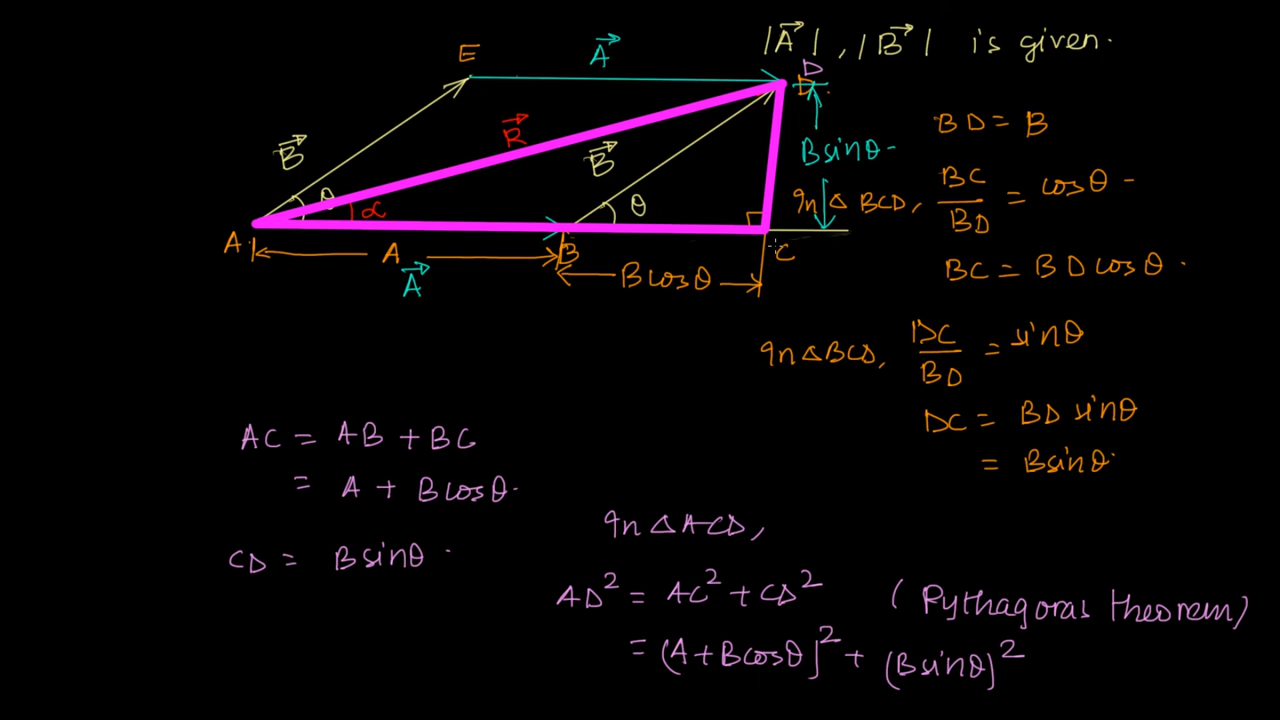 |A⃗|, |B⃗| is given.
E
A⃗
D
D
B⃗
R⃗
B⃗
BD = B
Bsinθ
θ
α
θ
In △ BCD, BC/BD = cosθ
A
B
C
A
A⃗
Bcosθ
BC = BD cosθ.
In △BCD, DC/BD = sinθ
DC = BD sinθ
= Bsinθ.
AC = AB + BC
= A + Bcosθ.
CD = Bsinθ.
In △ACD,
AD² = AC² + CD² (Pythagoras theorem)
= (A+Bcosθ)² + (Bsinθ)²